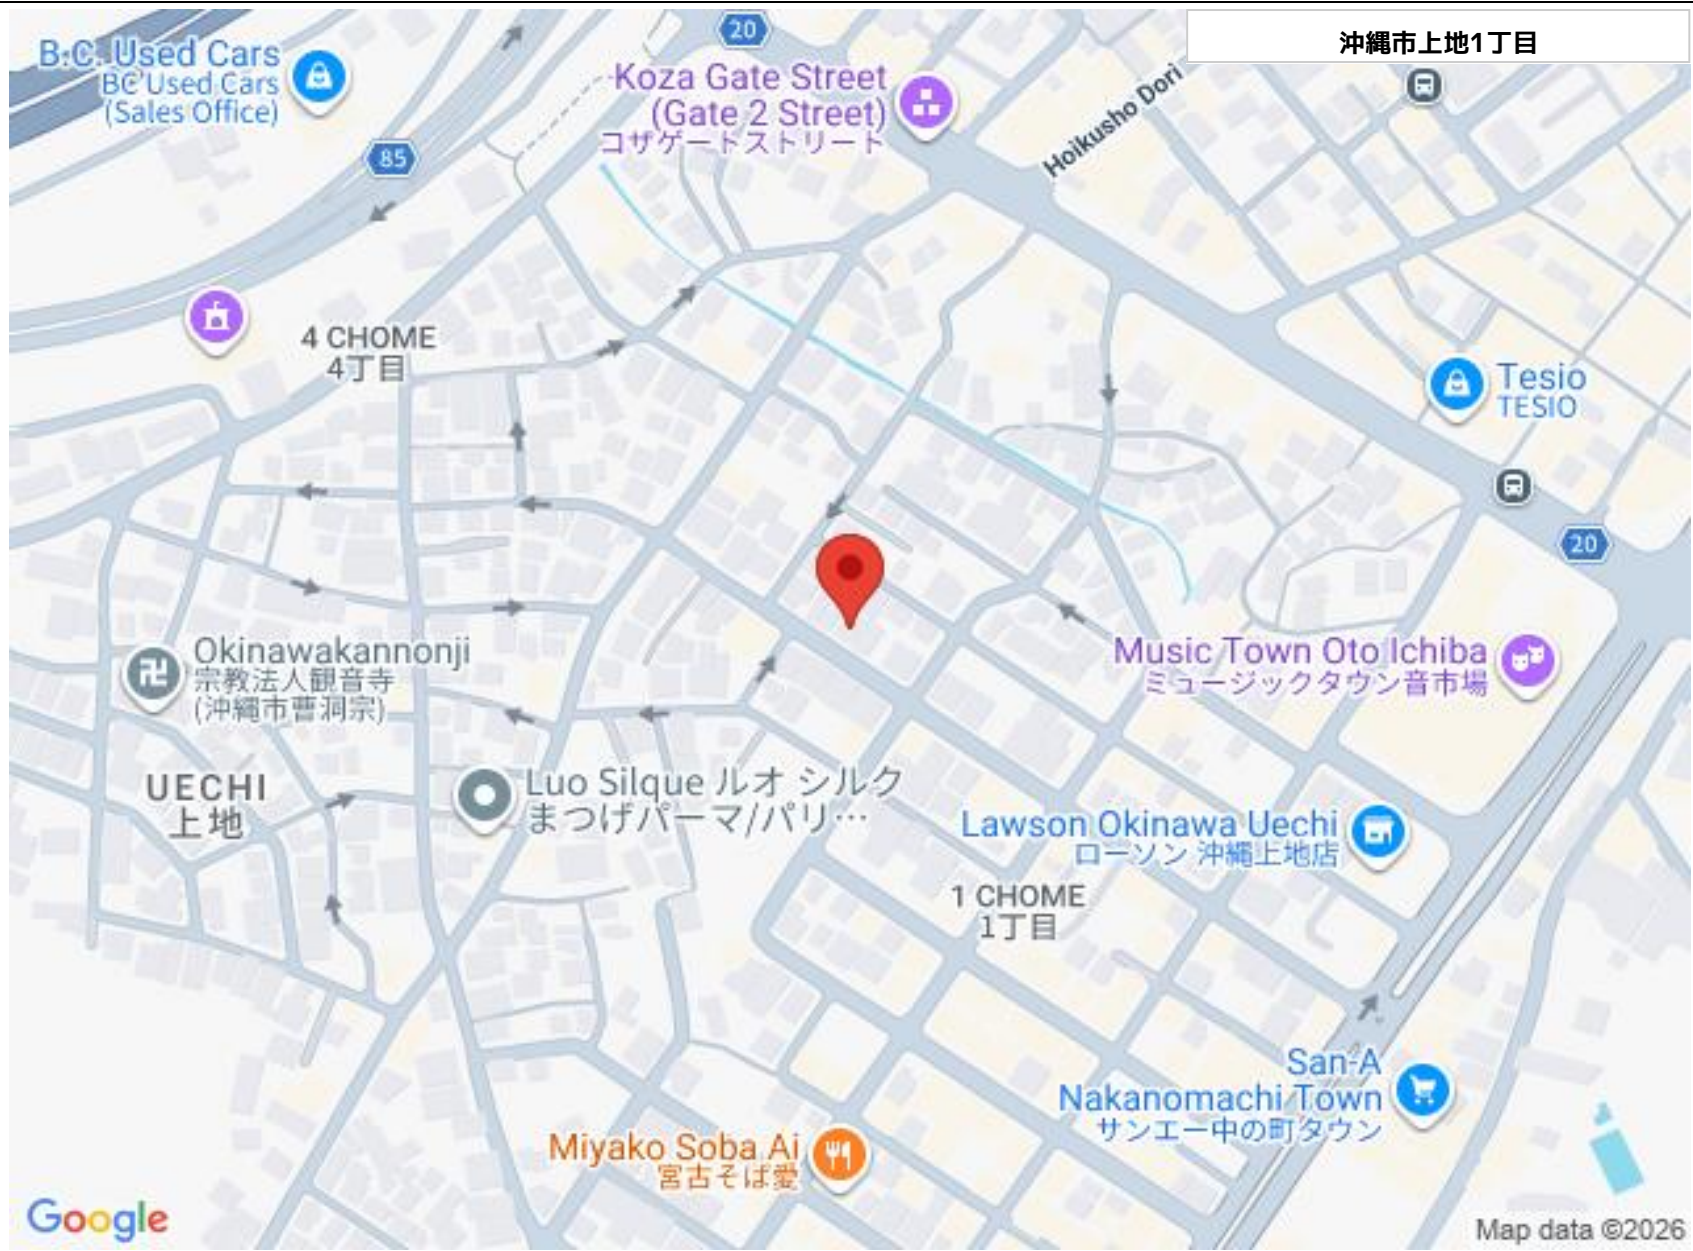 沖縄市上地1丁目
20
B.C. Used Cars
BC Used Cars
(Sales Office)
Koza Gate Street
(Gate 2 Street)
コザゲートストリート
Hoikusho Dori
85
4 CHOME
4丁目
Tesio
TESIO
20
Okinawakannonji
宗教法人観音寺
(沖縄市曹洞宗)
Music Town Oto Ichiba
ミュージックタウン音市場
UECHI
上地
Luo Silque ルオ シルク
まつげパーマ/パリ…
Lawson Okinawa Uechi
ローソン 沖縄上地店
1 CHOME
1丁目
San-A
Nakanomachi Town
サンエー中の町タウン
Miyako Soba Ai
宮古そば愛
Google
Map data ©2026